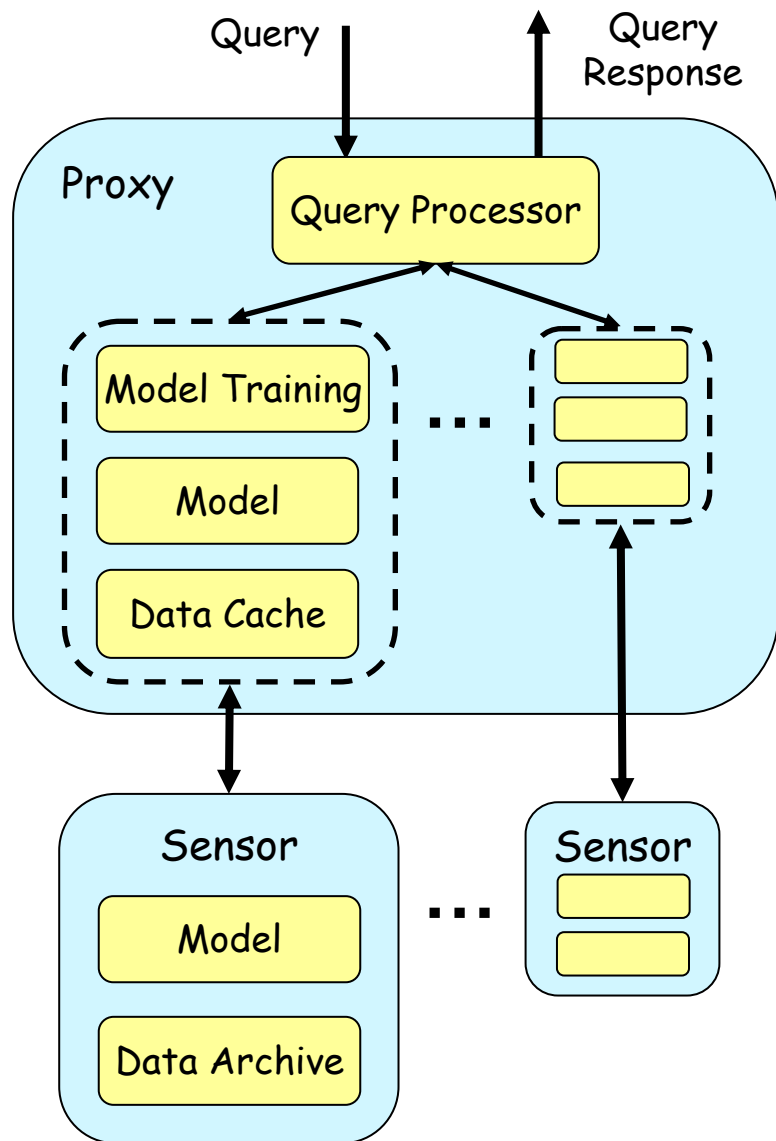 Query
Query
Response
Proxy
Query Processor
Model Training
...
Model
Data Cache
Sensor
Sensor
Model
...
Data Archive